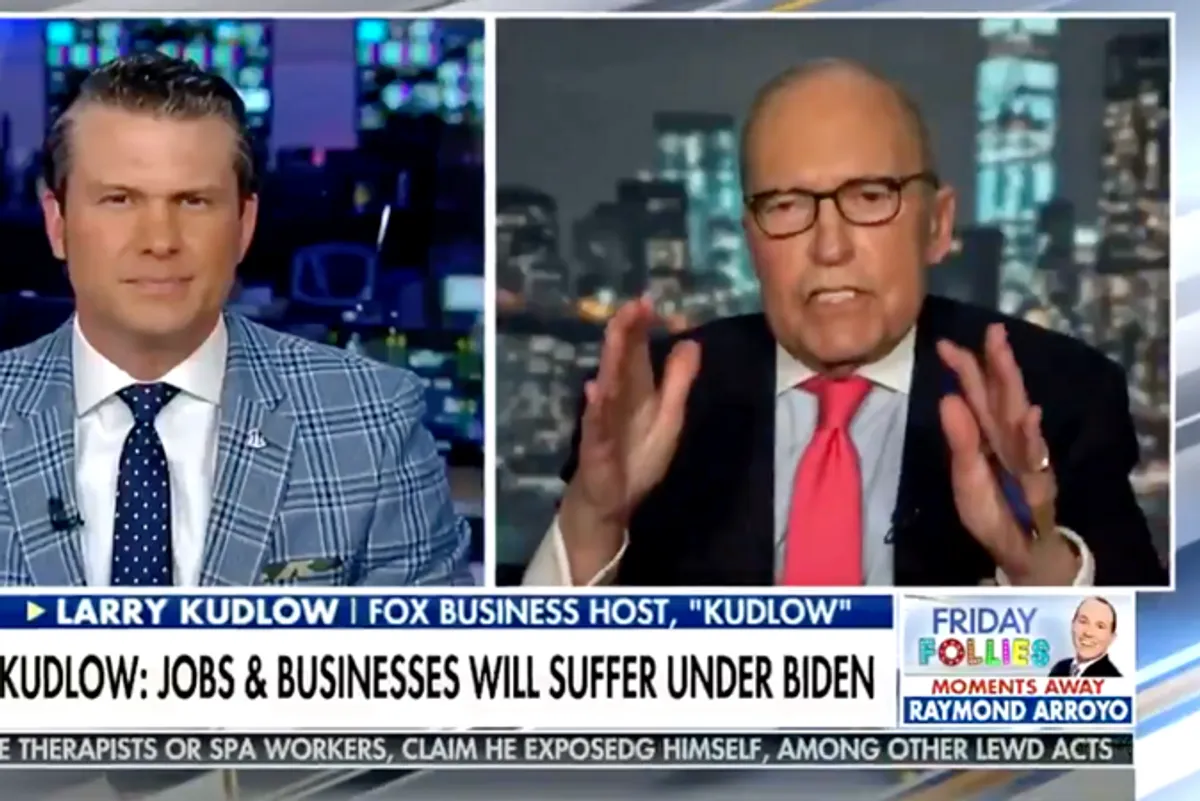 LARRY KUDLOW | FOX BUSINESS HOST, "KUDLOW"
KUDLOW: JOBS & BUSINESSES WILL SUFFER UNDER BIDEN
FRIDAY
FOLLIES
MOMENTS AWAY
RAYMOND ARROYO
E THERAPISTS OR SPA WORKERS, CLAIM HE EXPOSEDG HIMSELF, AMONG OTHER LEWD ACTS